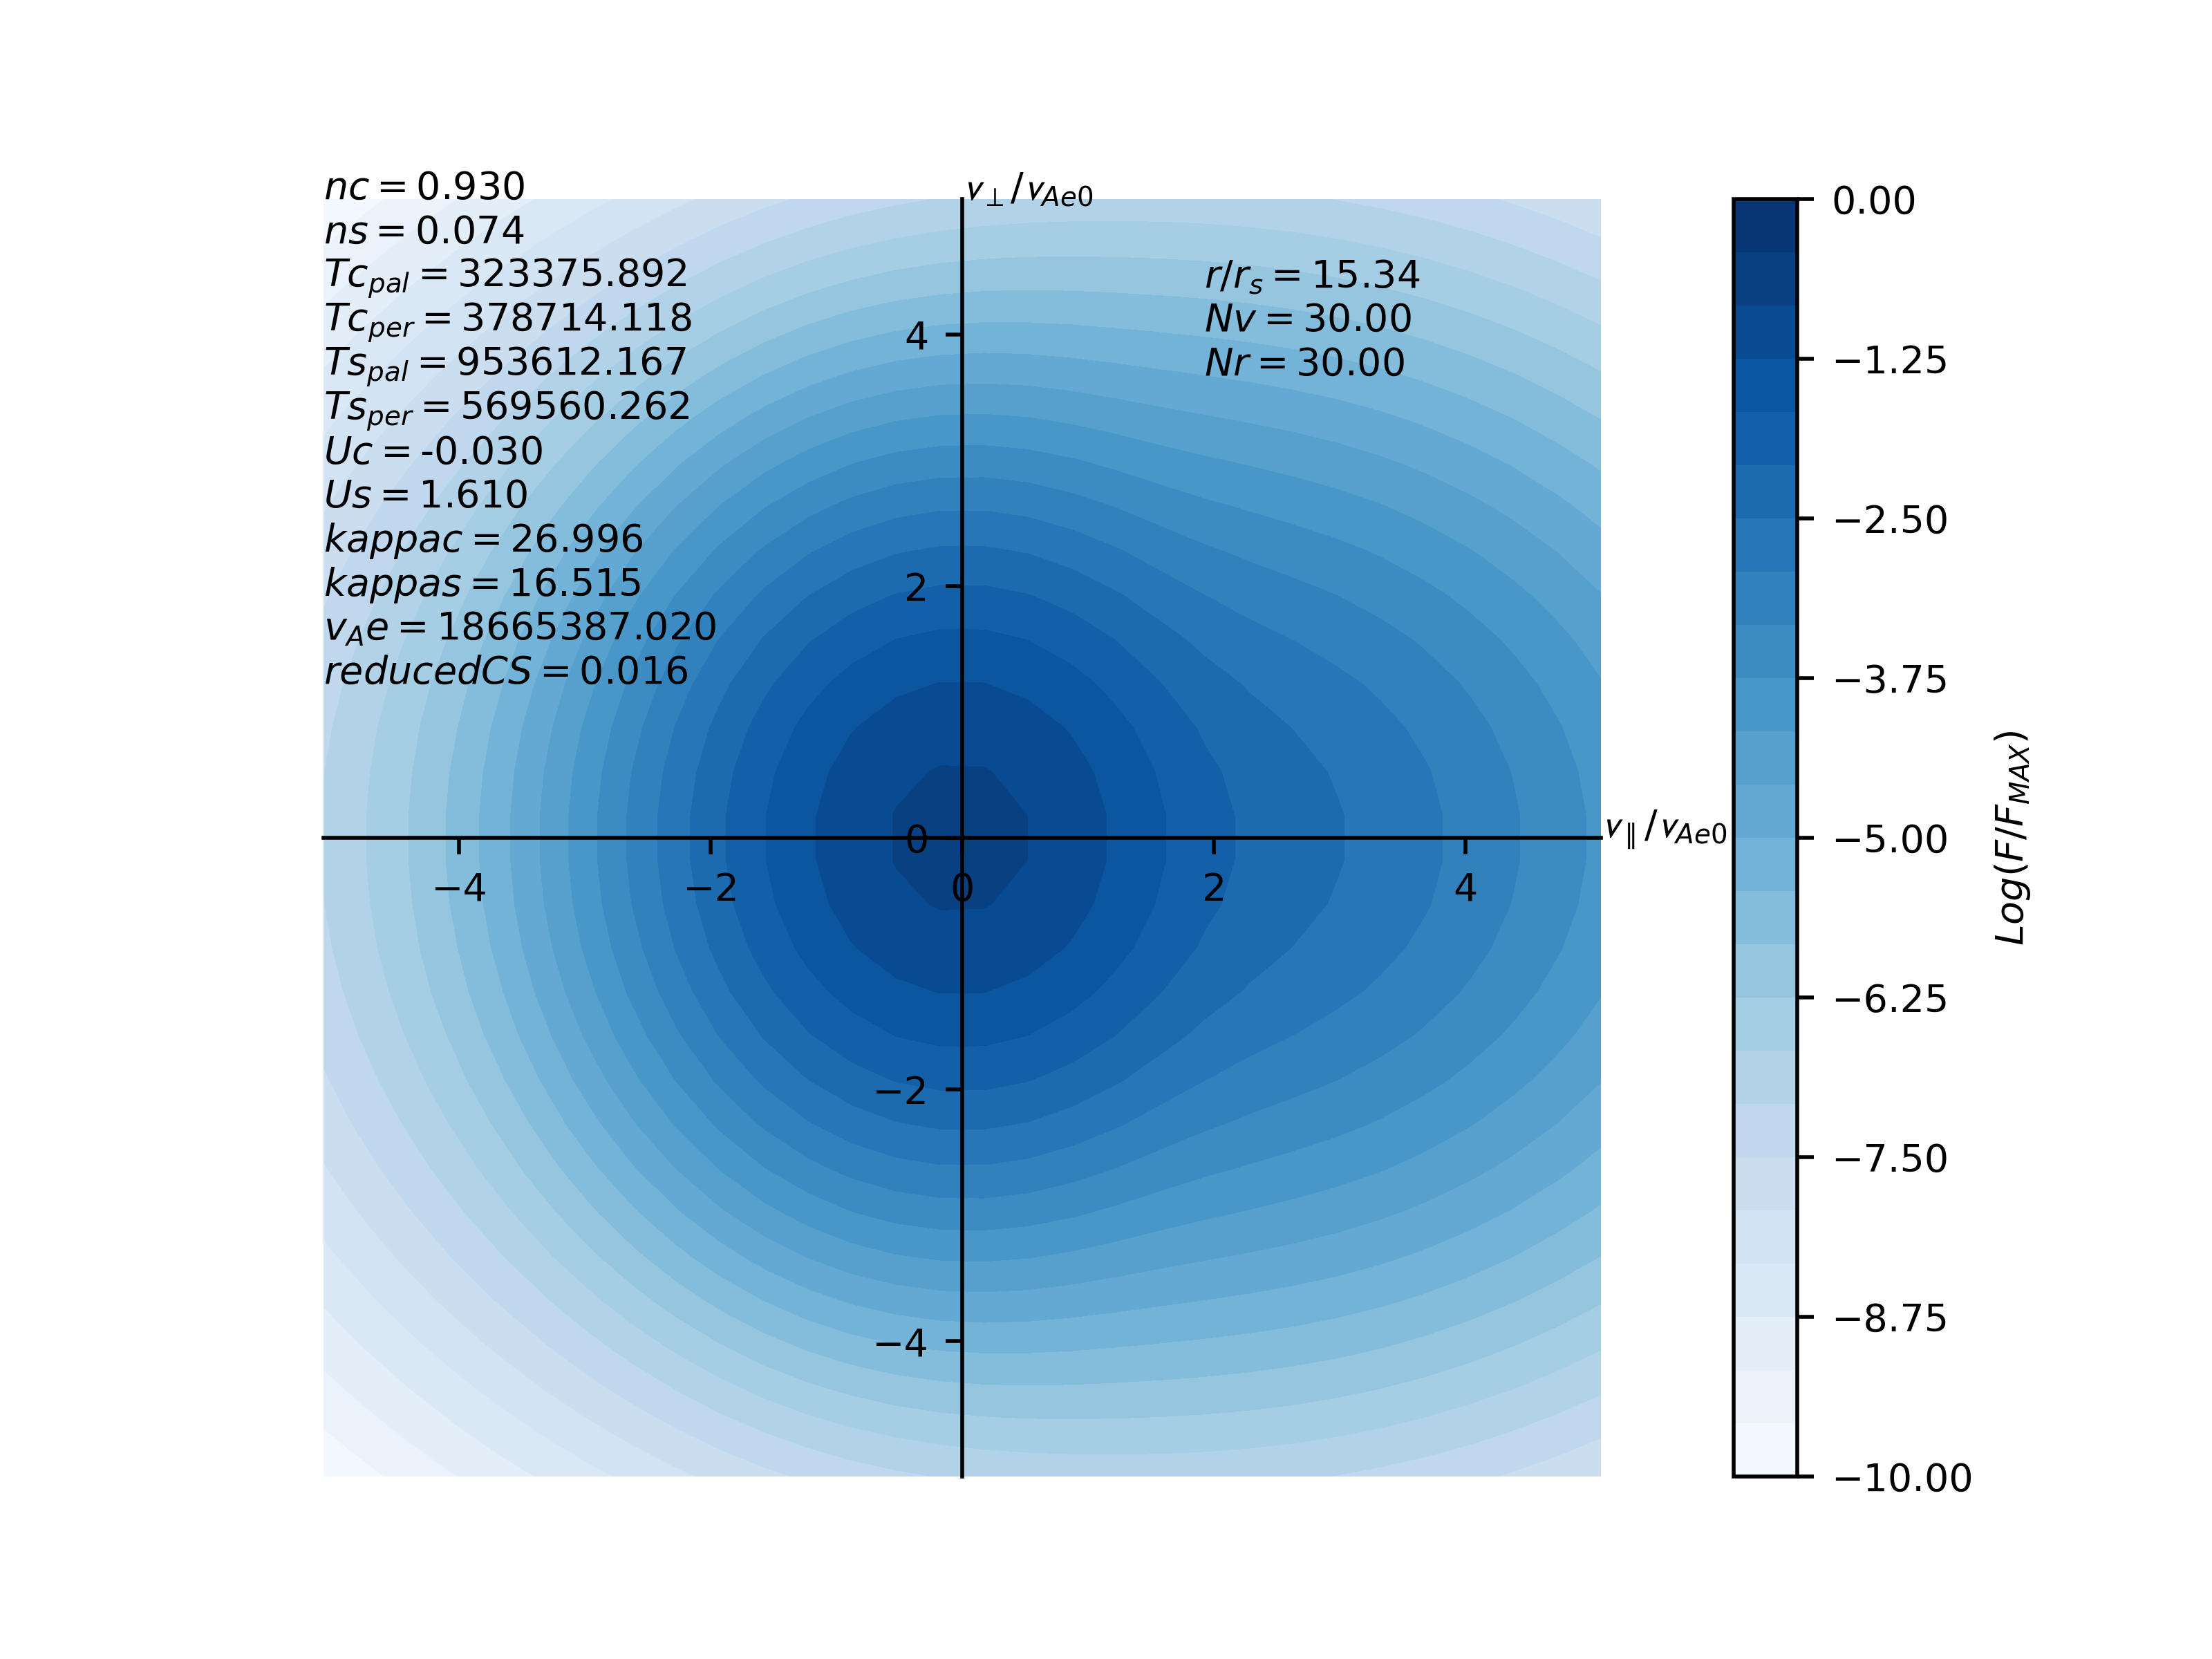 nc = 0.930
ns = 0.074
Tc_pal = 323375.892
Tc_per = 378714.118
Ts_pal = 953612.167
Ts_per = 569560.262
Uc = -0.030
Us = 1.610
kappac = 26.996
kappas = 16.515
v_Ae = 18665387.020
reducedCS = 0.016
v_⊥/v_Ae0
r/r_s = 15.34
Nv = 30.00
Nr = 30.00
4
2
0
−2
−4
−4
−2
0
2
4
v_∥/v_Ae0
0.00
−1.25
−2.50
−3.75
−5.00
−6.25
−7.50
−8.75
−10.00
Log(F/F_MAX)